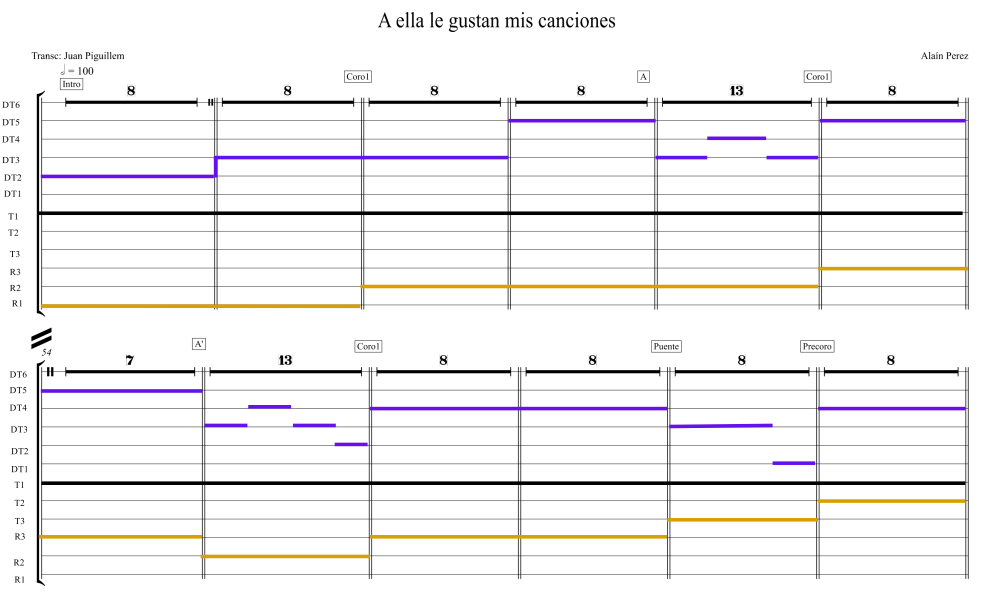 A ella le gustan mis canciones
Transc: Juan Piguillem
Alaín Perez
𝅗𝅥 = 100
Intro
Coro1
A
Coro1
8 8 8 8 13 8
DT6
DT5
DT4
DT3
DT2
DT1
T1
T2
T3
R3
R2
R1
54
A'
Coro1
Puente
Precoro
7 13 8 8 8 8
DT6
DT5
DT4
DT3
DT2
DT1
T1
T2
T3
R3
R2
R1